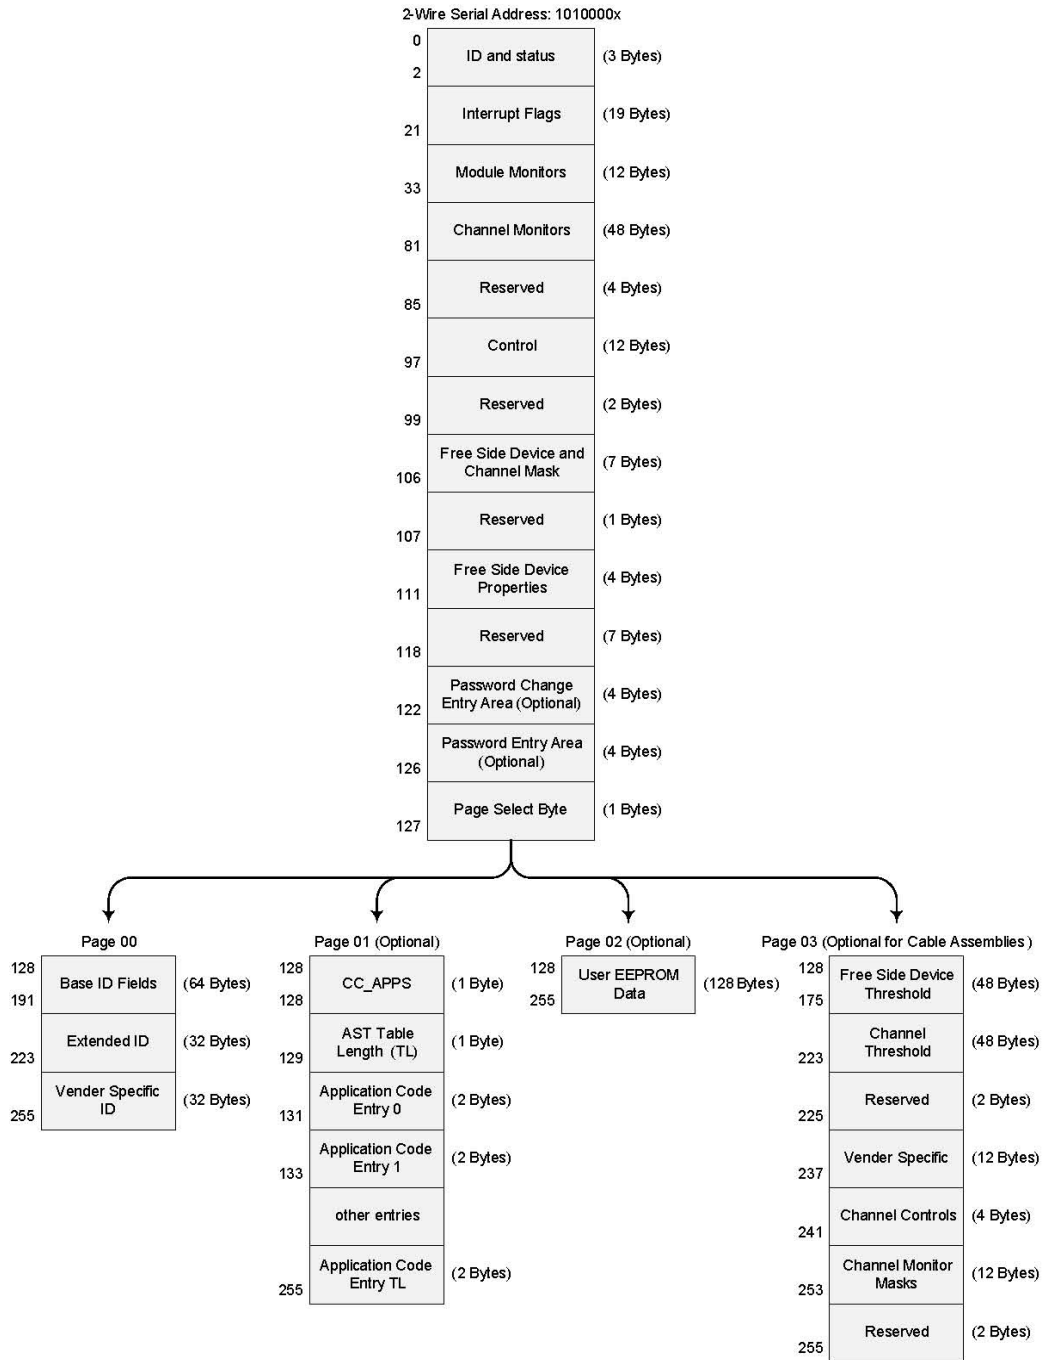 2-Wire Serial Address: 1010000x
0
ID and status (3 Bytes)
2
Interrupt Flags (19 Bytes)
21
Module Monitors (12 Bytes)
33
Channel Monitors (48 Bytes)
81
Reserved (4 Bytes)
85
Control (12 Bytes)
97
Reserved (2 Bytes)
99
Free Side Device and
Channel Mask (7 Bytes)
106
Reserved (1 Bytes)
107
Free Side Device
Properties (4 Bytes)
111
Reserved (7 Bytes)
118
Password Change
Entry Area (Optional) (4 Bytes)
122
Password Entry Area
(Optional) (4 Bytes)
126
Page Select Byte (1 Bytes)
127
Page 00
128
Base ID Fields (64 Bytes)
191
Extended ID (32 Bytes)
223
Vender Specific
ID (32 Bytes)
255
Page 01 (Optional)
128
CC_APPS (1 Byte)
128
AST Table
Length (TL) (1 Byte)
129
Application Code
Entry 0 (2 Bytes)
131
Application Code
Entry 1 (2 Bytes)
133
other entries
Application Code
Entry TL (2 Bytes)
255
Page 02 (Optional)
128
User EEPROM
Data (128 Bytes)
255
Page 03 (Optional for Cable Assemblies )
128
Free Side Device
Threshold (48 Bytes)
175
Channel
Threshold (48 Bytes)
223
Reserved (2 Bytes)
225
Vender Specific (12 Bytes)
237
Channel Controls (4 Bytes)
241
Channel Monitor
Masks (12 Bytes)
253
Reserved (2 Bytes)
255